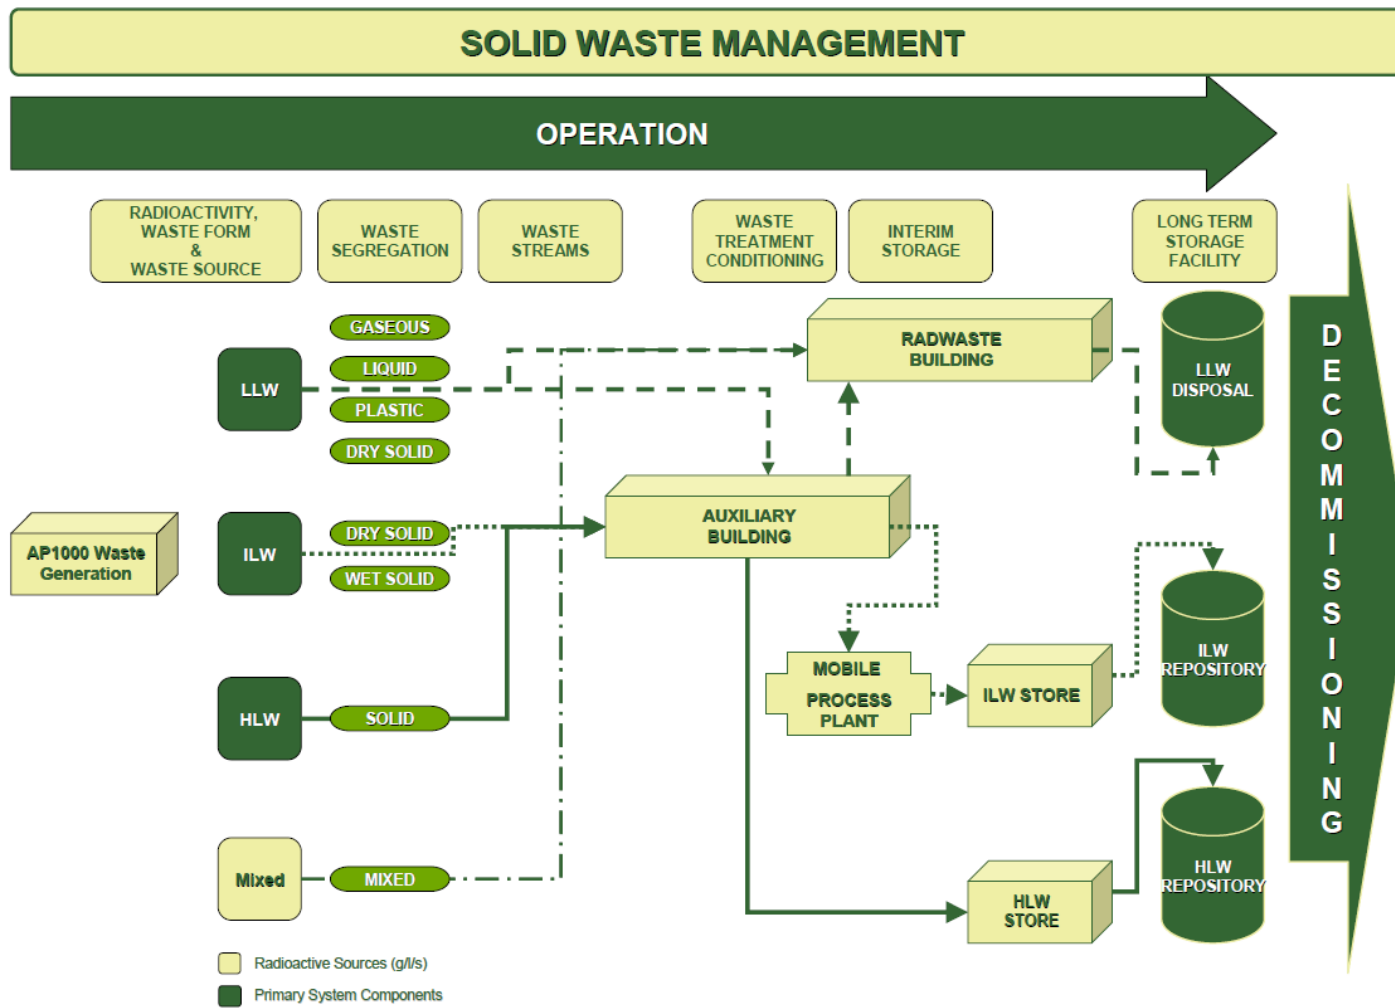 SOLID WASTE MANAGEMENT
OPERATION
RADIOACTIVITY,
WASTE FORM
&
WASTE SOURCE
WASTE
SEGREGATION
WASTE
STREAMS
WASTE
TREATMENT
CONDITIONING
INTERIM
STORAGE
LONG TERM
STORAGE
FACILITY
GASEOUS
LIQUID
PLASTIC
DRY SOLID
LLW
RADWASTE
BUILDING
LLW
DISPOSAL
AP1000 Waste
Generation
ILW
DRY SOLID
WET SOLID
AUXILIARY
BUILDING
MOBILE
PROCESS
PLANT
ILW STORE
ILW
REPOSITORY
HLW
SOLID
HLW
STORE
HLW
REPOSITORY
Mixed
MIXED
DECOMMISSIONING
Radioactive Sources (g/l/s)
Primary System Components